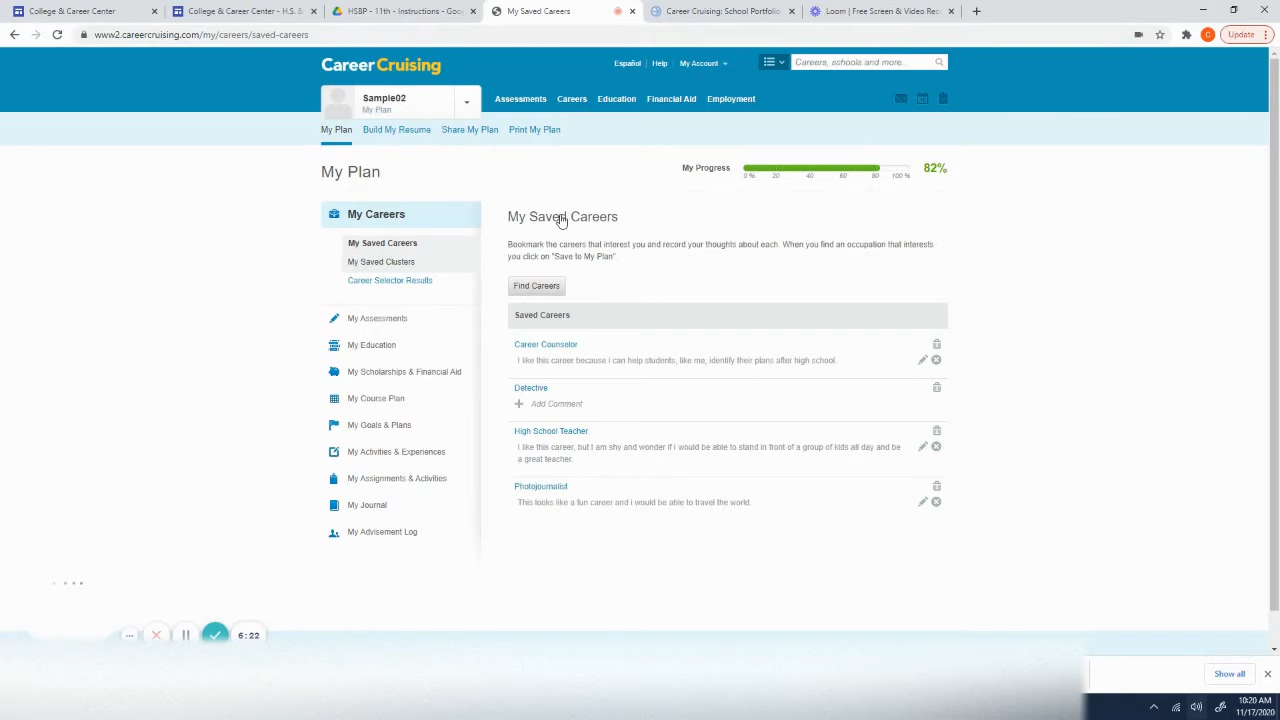 College & Career Center
College & Career Center - H.S. &
HSBP - 11th Instructions - Goo
My Saved Careers
Career Cruising: School Portfolio
Loom Free Screen & Video Rec
www2.careercruising.com/my/careers/saved-careers
C
Update
CareerCruising
Español
Help
My Account
Careers, schools and more...
Sample02
My Plan
Assessments
Careers
Education
Financial Aid
Employment
My Plan
Build My Resume
Share My Plan
Print My Plan
My Plan
My Progress
0 %
20
40
60
80
100 %
82%
My Careers
My Saved Careers
My Saved Clusters
Career Selector Results
My Assessments
My Education
My Scholarships & Financial Aid
My Course Plan
My Goals & Plans
My Activities & Experiences
My Assignments & Activities
My Journal
My Advisement Log
My Saved Careers
Bookmark the careers that interest you and record your thoughts about each. When you find an occupation that interests
you click on "Save to My Plan".
Find Careers
Saved Careers
Career Counselor
I like this career because i can help students, like me, identify their plans after high school.
Detective
Add Comment
High School Teacher
I like this career, but i am shy and wonder if I would be able to stand in front of a group of kids all day and be
a great teacher.
Photojournalist
This looks like a fun career and i would be able to travel the world.
6:22
Show all
10:20 AM
11/17/2020